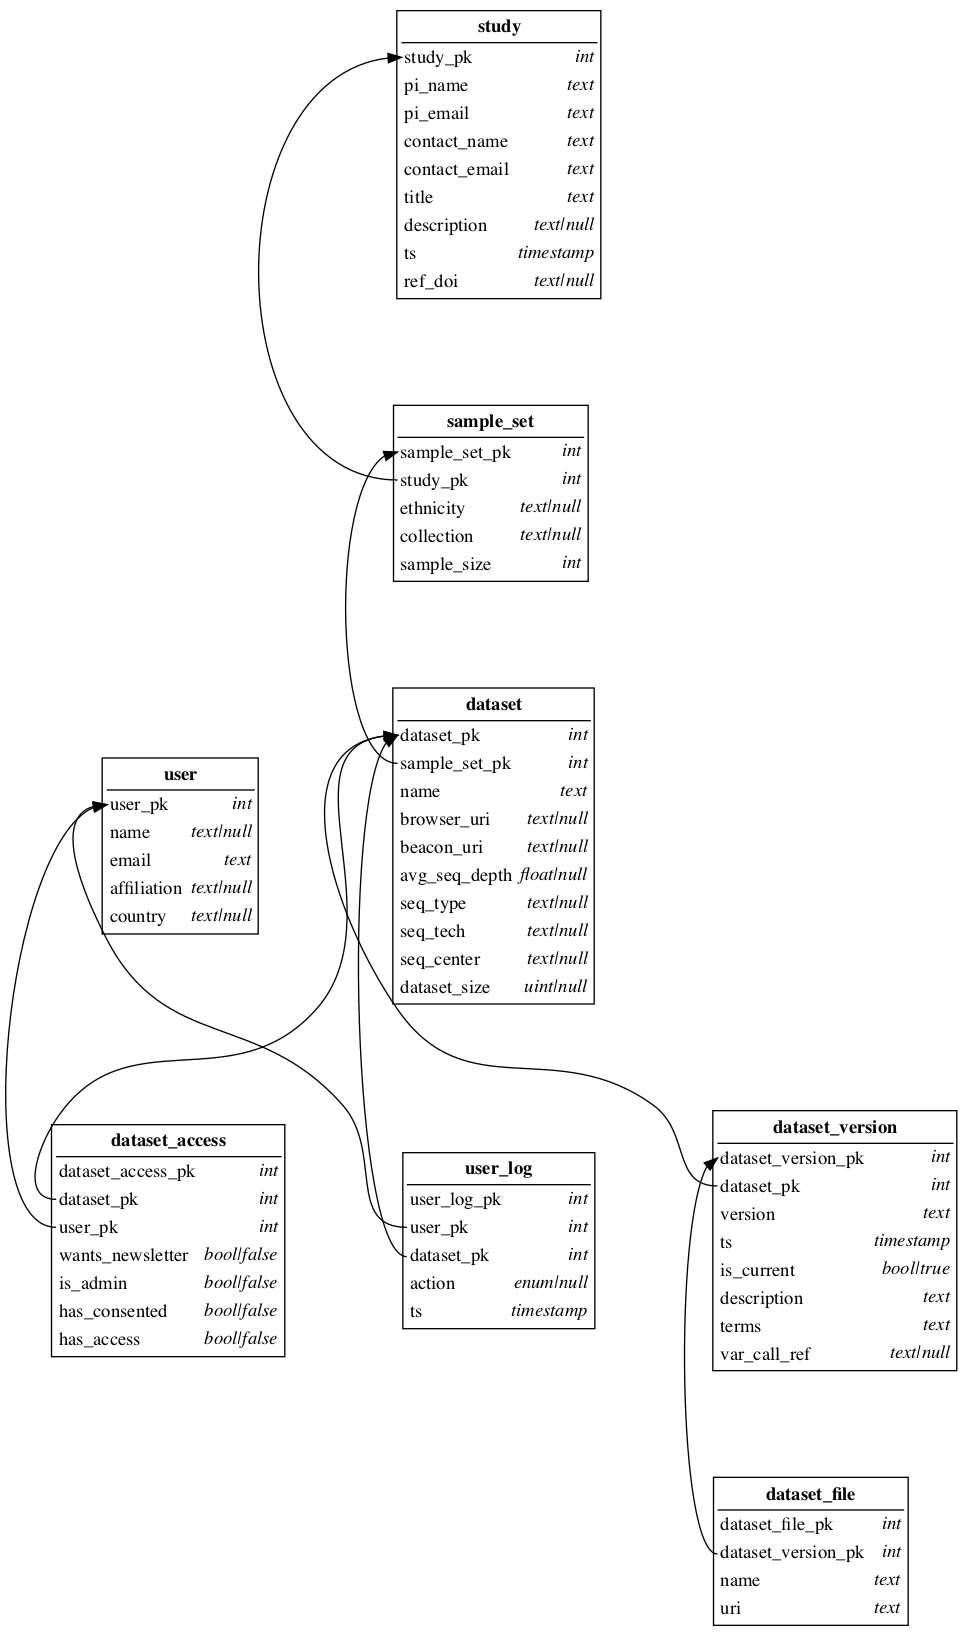 study
study_pk int
pi_name text
pi_email text
contact_name text
contact_email text
title text
description text|null
ts timestamp
ref_doi text|null
sample_set
sample_set_pk int
study_pk int
ethnicity text|null
collection text|null
sample_size int
dataset
dataset_pk int
sample_set_pk int
name text
browser_uri text|null
beacon_uri text|null
avg_seq_depth float|null
seq_type text|null
seq_tech text|null
seq_center text|null
dataset_size uint|null
user
user_pk int
name text|null
email text
affiliation text|null
country text|null
dataset_access
dataset_access_pk int
dataset_pk int
user_pk int
wants_newsletter bool|false
is_admin bool|false
has_consented bool|false
has_access bool|false
user_log
user_log_pk int
user_pk int
dataset_pk int
action enum|null
ts timestamp
dataset_version
dataset_version_pk int
dataset_pk int
version text
ts timestamp
is_current bool|true
description text
terms text
var_call_ref text|null
dataset_file
dataset_file_pk int
dataset_version_pk int
name text
uri text